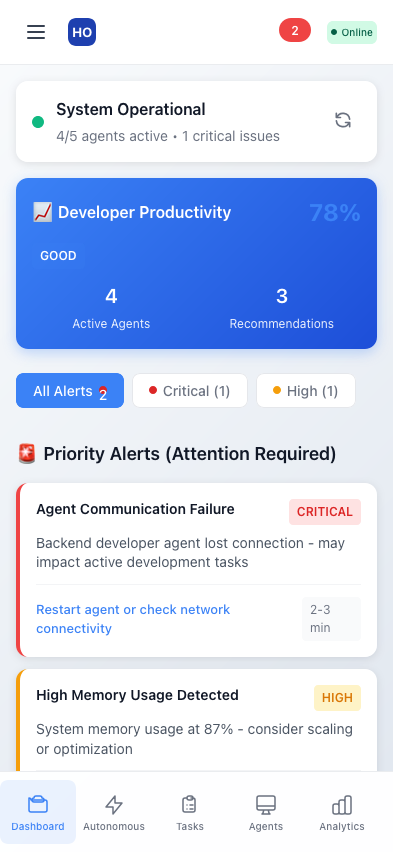 HO
2
Online
System Operational
4/5 agents active • 1 critical issues
Developer Productivity
78%
GOOD
4
Active Agents
3
Recommendations
All Alerts 2
Critical (1)
High (1)
Priority Alerts (Attention Required)
Agent Communication Failure
CRITICAL
Backend developer agent lost connection - may
impact active development tasks
Restart agent or check network
connectivity
2-3
min
High Memory Usage Detected
HIGH
System memory usage at 87% - consider scaling
or optimization
Dashboard
Autonomous
Tasks
Agents
Analytics